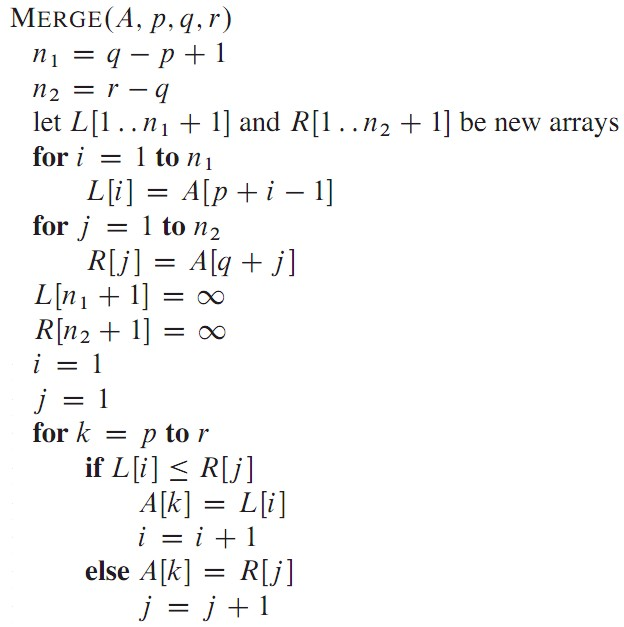 MERGE(A, p, q, r)
n₁ = q − p + 1
n₂ = r − q
let L[1 . . n₁ + 1] and R[1 . . n₂ + 1] be new arrays
for i = 1 to n₁
L[i] = A[p + i − 1]
for j = 1 to n₂
R[j] = A[q + j]
L[n₁ + 1] = ∞
R[n₂ + 1] = ∞
i = 1
j = 1
for k = p to r
if L[i] ≤ R[j]
A[k] = L[i]
i = i + 1
else A[k] = R[j]
j = j + 1